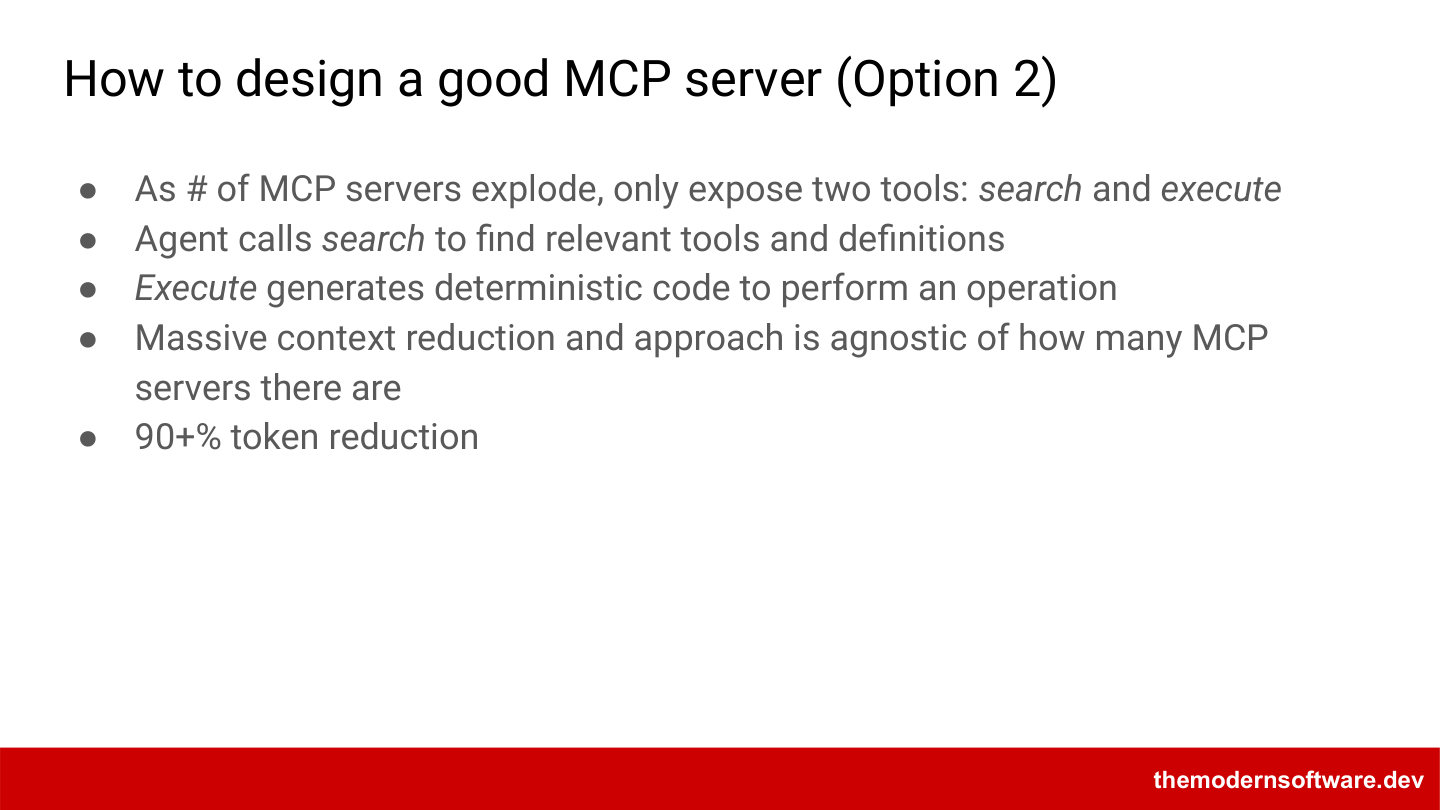 How to design a good MCP server (Option 2)
● As # of MCP servers explode, only expose two tools: search and execute
● Agent calls search to find relevant tools and definitions
● Execute generates deterministic code to perform an operation
● Massive context reduction and approach is agnostic of how many MCP
servers there are
● 90+% token reduction
themodernsoftware.dev